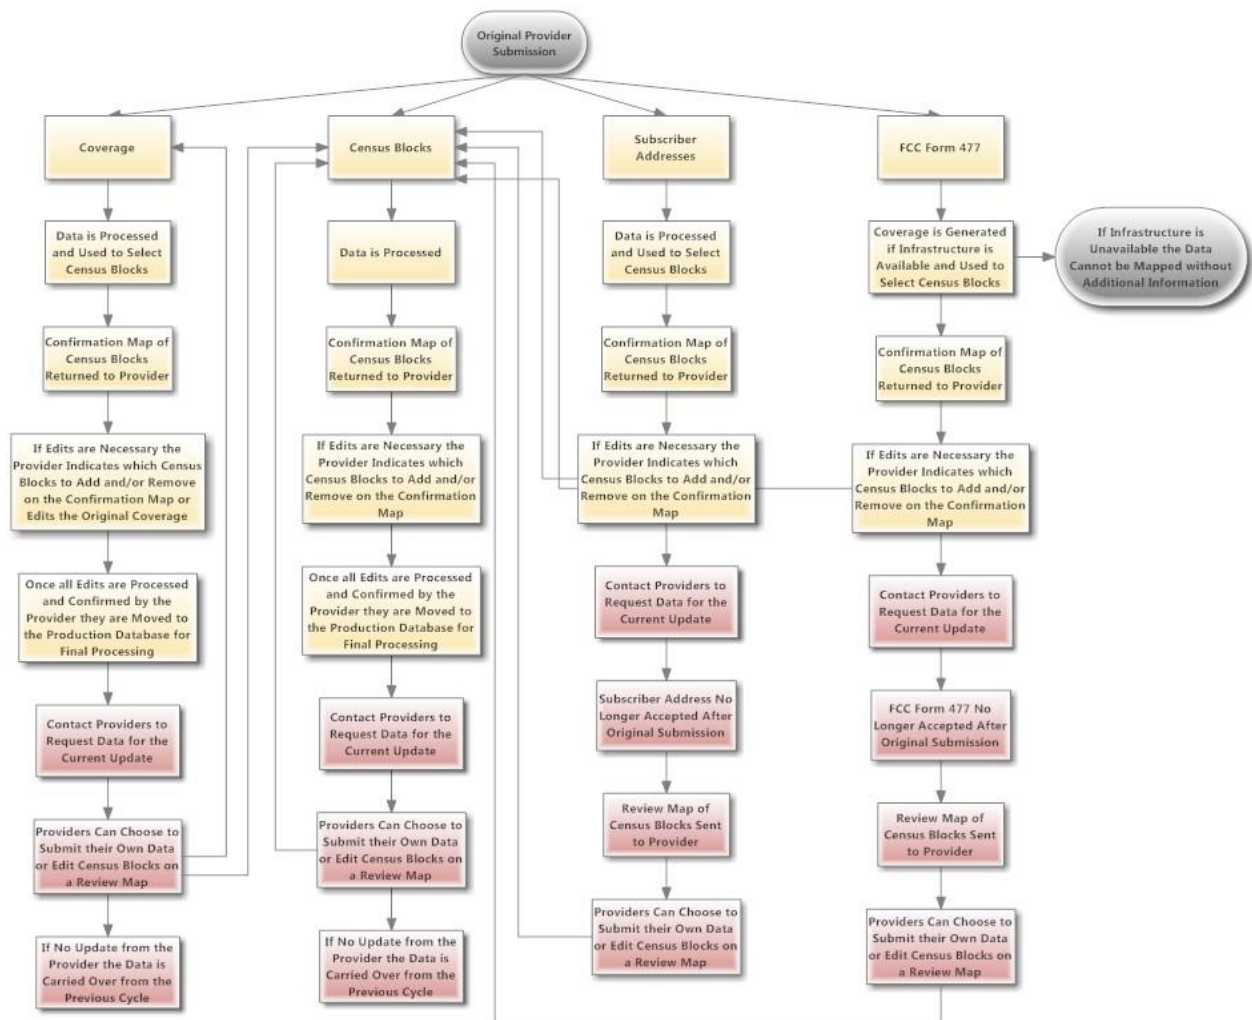 Original Provider
Submission
Coverage
Data is Processed
and Used to Select
Census Blocks
Confirmation Map of
Census Blocks
Returned to Provider
If Edits are Necessary the
Provider Indicates which Census
Blocks to Add and/or Remove
on the Confirmation Map or
Edits the Original Coverage
Once all Edits are Processed
and Confirmed by the
Provider they are Moved to
the Production Database for
Final Processing
Contact Providers to
Request Data for the
Current Update
Providers Can Choose to
Submit their Own Data
or Edit Census Blocks on
a Review Map
If No Update from the
Provider the Data is
Carried Over from the
Previous Cycle
Census Blocks
Data is Processed
Confirmation Map of
Census Blocks
Returned to Provider
If Edits are Necessary the
Provider Indicates which
Census Blocks to Add and/or
Remove on the Confirmation
Map
Once all Edits are Processed
and Confirmed by the
Provider they are Moved to
the Production Database for
Final Processing
Contact Providers to
Request Data for the
Current Update
Providers Can Choose to
Submit their Own Data
or Edit Census Blocks on
a Review Map
If No Update from the
Provider the Data is
Carried Over from the
Previous Cycle
Subscriber
Addresses
Data is Processed
and Used to Select
Census Blocks
Confirmation Map of
Census Blocks
Returned to Provider
If Edits are Necessary the
Provider Indicates which
Census Blocks to Add and/or
Remove on the Confirmation
Map
Contact Providers to
Request Data for the
Current Update
Subscriber Address No
Longer Accepted After
Original Submission
Review Map of
Census Blocks Sent
to Provider
Providers Can Choose to
Submit their Own Data
or Edit Census Blocks on
a Review Map
FCC Form 477
Coverage is Generated
if Infrastructure is
Available and Used to
Select Census Blocks
If Infrastructure is
Unavailable the Data
Cannot be Mapped without
Additional Information
Confirmation Map of
Census Blocks
Returned to Provider
If Edits are Necessary the
Provider Indicates which
Census Blocks to Add and/or
Remove on the Confirmation
Map
Contact Providers to
Request Data for the
Current Update
FCC Form 477 No
Longer Accepted After
Original Submission
Review Map of
Census Blocks Sent
to Provider
Providers Can Choose to
Submit their Own Data
or Edit Census Blocks on
a Review Map